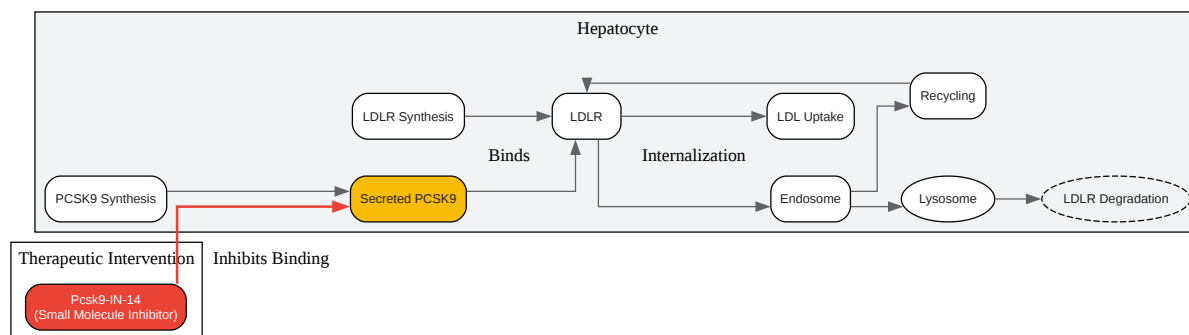 Hepatocyte
Recycling
LDLR Synthesis
LDLR
LDL Uptake
Binds
Internalization
PCSK9 Synthesis
Secreted PCSK9
Endosome
Lysosome
LDLR Degradation
Therapeutic Intervention
Inhibits Binding
Pcsk9-IN-14
(Small Molecule Inhibitor)